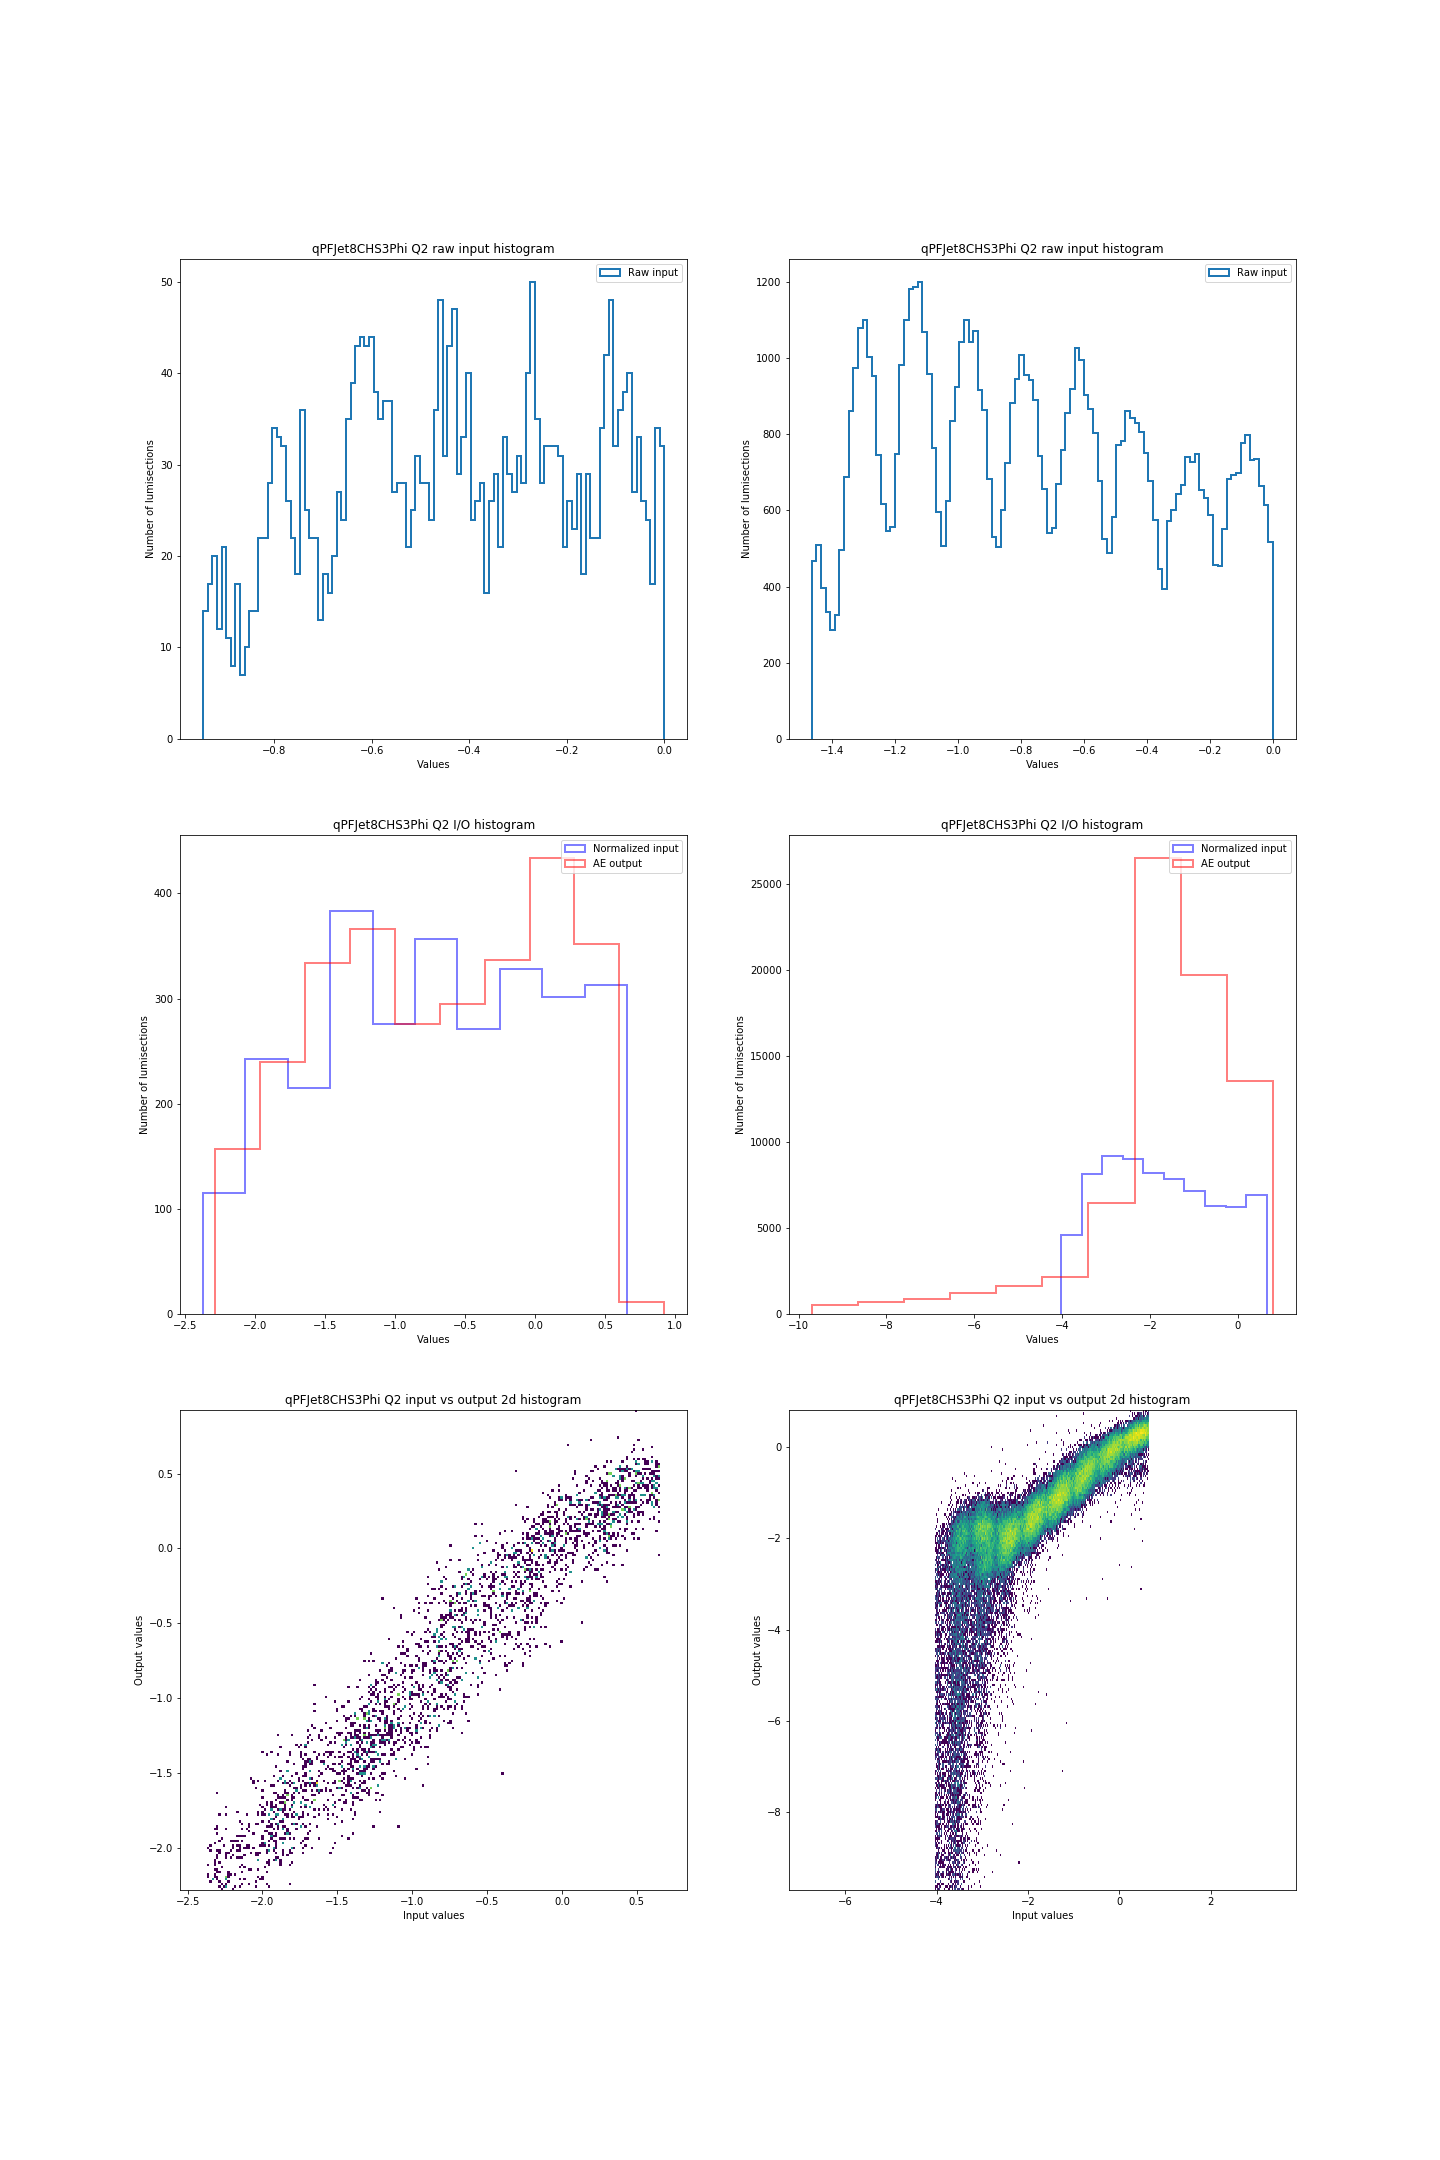 qPFJet8CHS3Phi Q2 raw input histogram
Raw input
50
40
30
20
10
0
Number of lumisections
−0.8 −0.6 −0.4 −0.2 0.0
Values
qPFJet8CHS3Phi Q2 raw input histogram
Raw input
1200
1000
800
600
400
200
0
Number of lumisections
−1.4 −1.2 −1.0 −0.8 −0.6 −0.4 −0.2 0.0
Values
qPFJet8CHS3Phi Q2 I/O histogram
Normalized input
AE output
400
300
200
100
0
Number of lumisections
−2.5 −2.0 −1.5 −1.0 −0.5 0.0 0.5 1.0
Values
qPFJet8CHS3Phi Q2 I/O histogram
Normalized input
AE output
25000
20000
15000
10000
5000
0
Number of lumisections
−10 −8 −6 −4 −2 0
Values
qPFJet8CHS3Phi Q2 input vs output 2d histogram
0.5
0.0
−0.5
−1.0
−1.5
−2.0
Output values
−2.5 −2.0 −1.5 −1.0 −0.5 0.0 0.5
Input values
qPFJet8CHS3Phi Q2 input vs output 2d histogram
0
−2
−4
−6
−8
Output values
−6 −4 −2 0 2
Input values